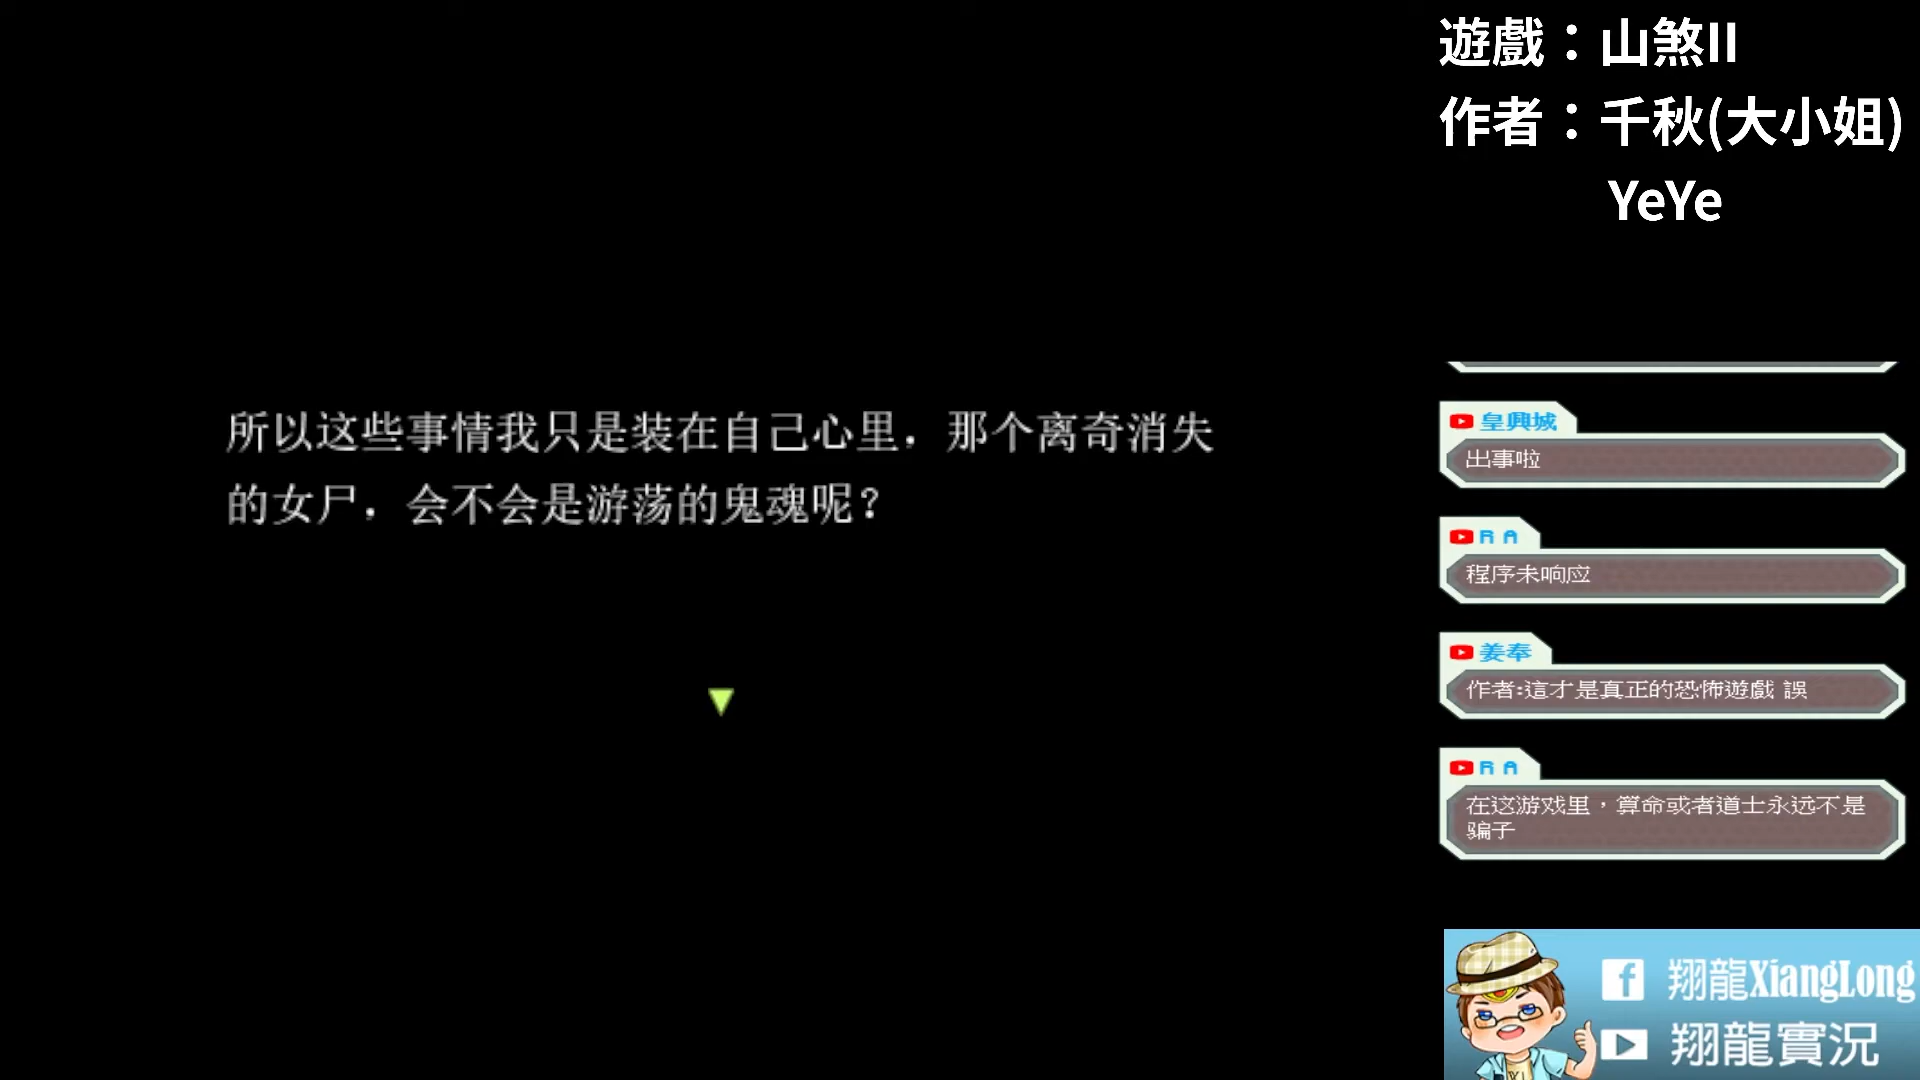 遊戲：山煞II
作者：千秋(大小姐)
YeYe
所以这些事情我只是装在自己心里，那个离奇消失
的女尸，会不会是游荡的鬼魂呢？
皇興城
出事啦
R A
程序未响应
姜奉
作者:這才是真正的恐怖遊戲 誤
R A
在这游戏里，算命或者道士永远不是
骗子
翔龍XiangLong
翔龍實況